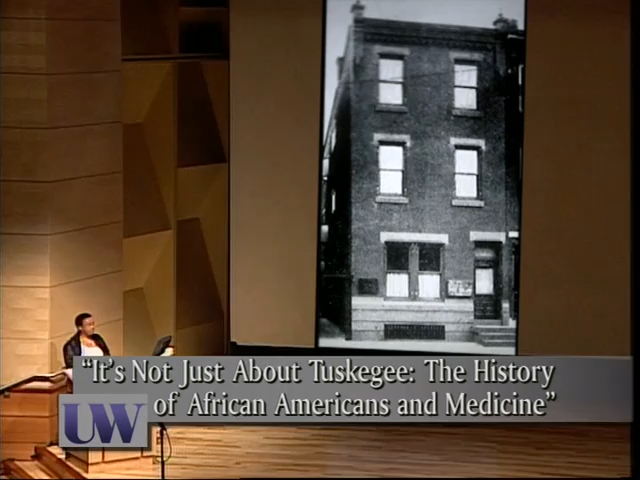 "It's Not Just About Tuskegee: The History
of African Americans and Medicine"
UW